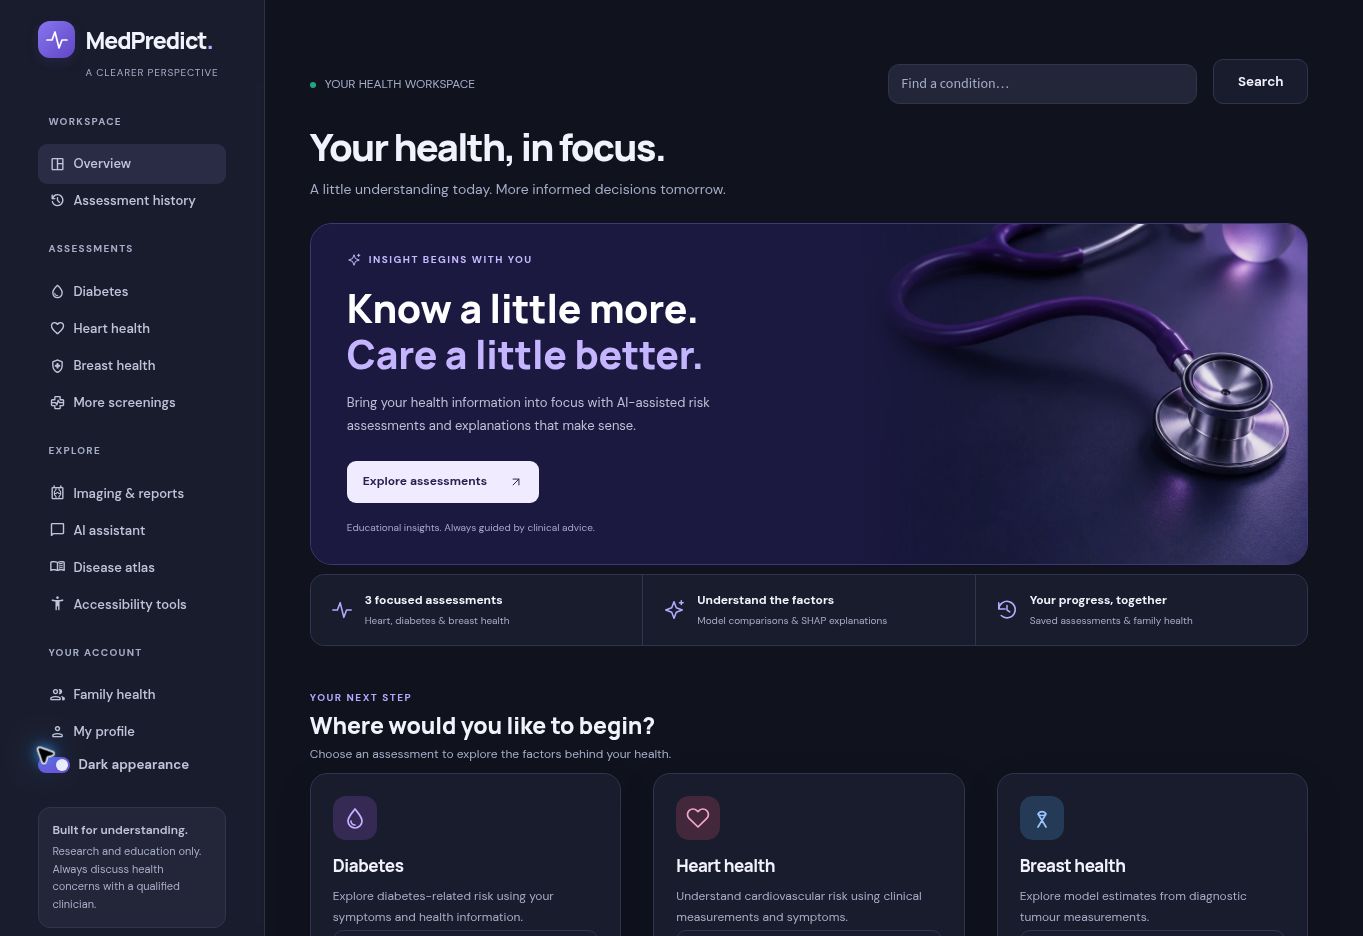 MedPredict.
A CLEARER PERSPECTIVE
WORKSPACE
Overview
Assessment history
ASSESSMENTS
Diabetes
Heart health
Breast health
More screenings
EXPLORE
Imaging & reports
AI assistant
Disease atlas
Accessibility tools
YOUR ACCOUNT
Family health
My profile
Dark appearance
Built for understanding.
Research and education only.
Always discuss health
concerns with a qualified
clinician.
YOUR HEALTH WORKSPACE
Find a condition...
Search
Your health, in focus.
A little understanding today. More informed decisions tomorrow.
INSIGHT BEGINS WITH YOU
Know a little more.
Care a little better.
Bring your health information into focus with AI-assisted risk
assessments and explanations that make sense.
Explore assessments
Educational insights. Always guided by clinical advice.
3 focused assessments
Heart, diabetes & breast health
Understand the factors
Model comparisons & SHAP explanations
Your progress, together
Saved assessments & family health
YOUR NEXT STEP
Where would you like to begin?
Choose an assessment to explore the factors behind your health.
Diabetes
Explore diabetes-related risk using your
symptoms and health information.
Heart health
Understand cardiovascular risk using clinical
measurements and symptoms.
Breast health
Explore model estimates from diagnostic
tumour measurements.